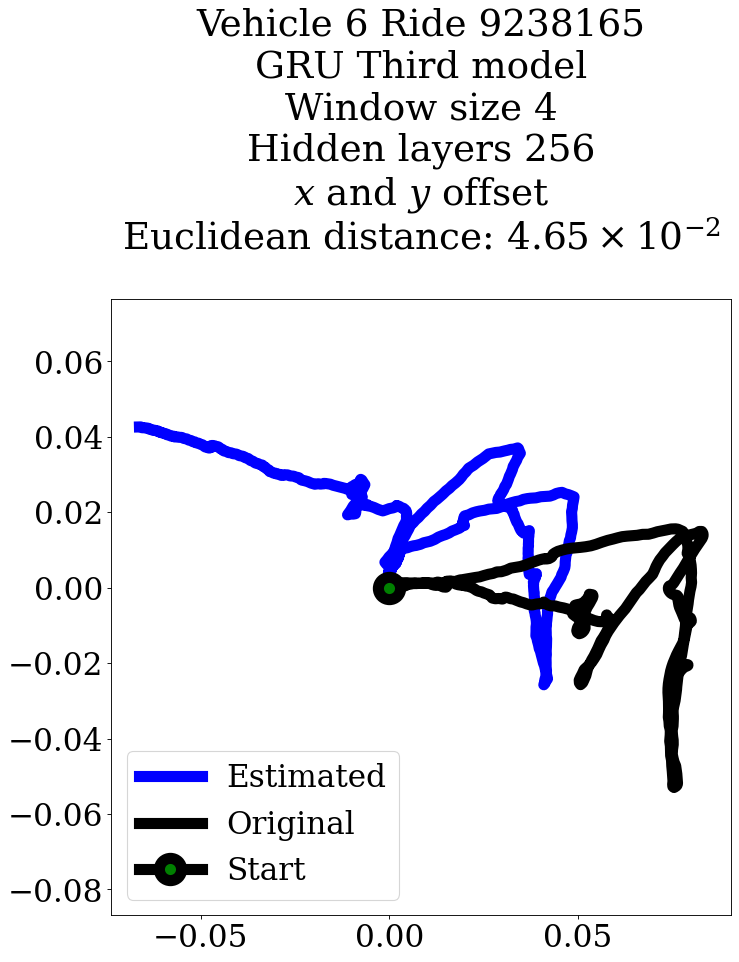 Vehicle 6 Ride 9238165
GRU Third model
Window size 4
Hidden layers 256
x and y offset
Euclidean distance: 4.65 × 10⁻²
0.06
0.04
0.02
0.00
−0.02
−0.04
−0.06
−0.08
Estimated
Original
Start
−0.05
0.00
0.05